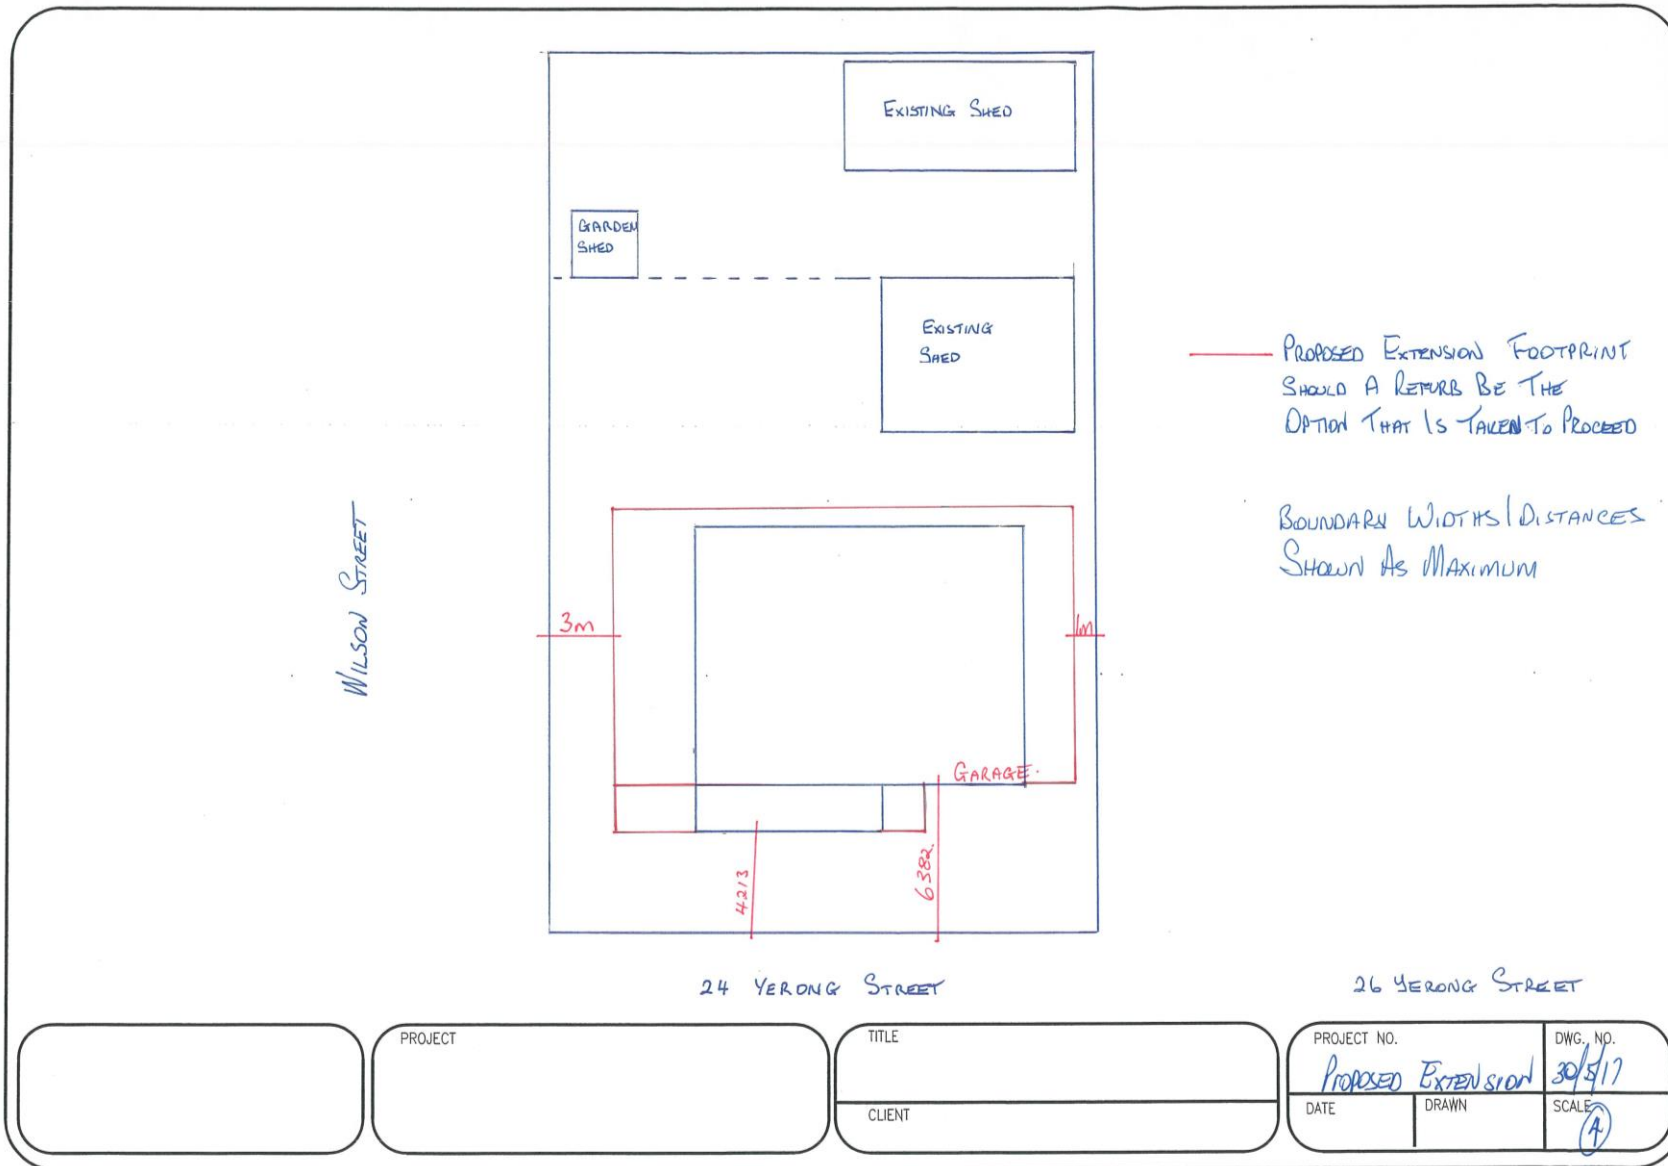 EXISTING SHED
GARDEN
SHED
EXISTING
SHED
PROPOSED EXTENSION FOOTPRINT
SHOULD A REFURB BE THE
OPTION THAT IS TAKEN TO PROCEED
BOUNDARY WIDTHS/DISTANCES
SHOWN AS MAXIMUM
WILSON STREET
3m
1m
GARAGE.
4213
6382.
24 YERONG STREET
26 YERONG STREET
PROJECT
TITLE
CLIENT
PROJECT NO.
PROPOSED EXTENSION
DWG. NO.
30/5/17
DATE
DRAWN
SCALE
A